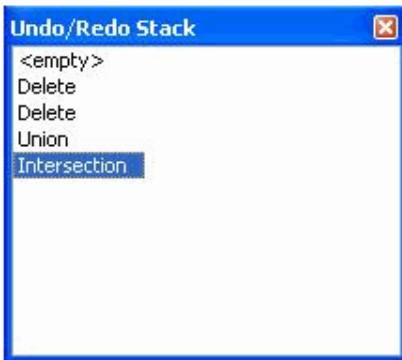 Undo/Redo Stack
<empty>
Delete
Delete
Union
Intersection